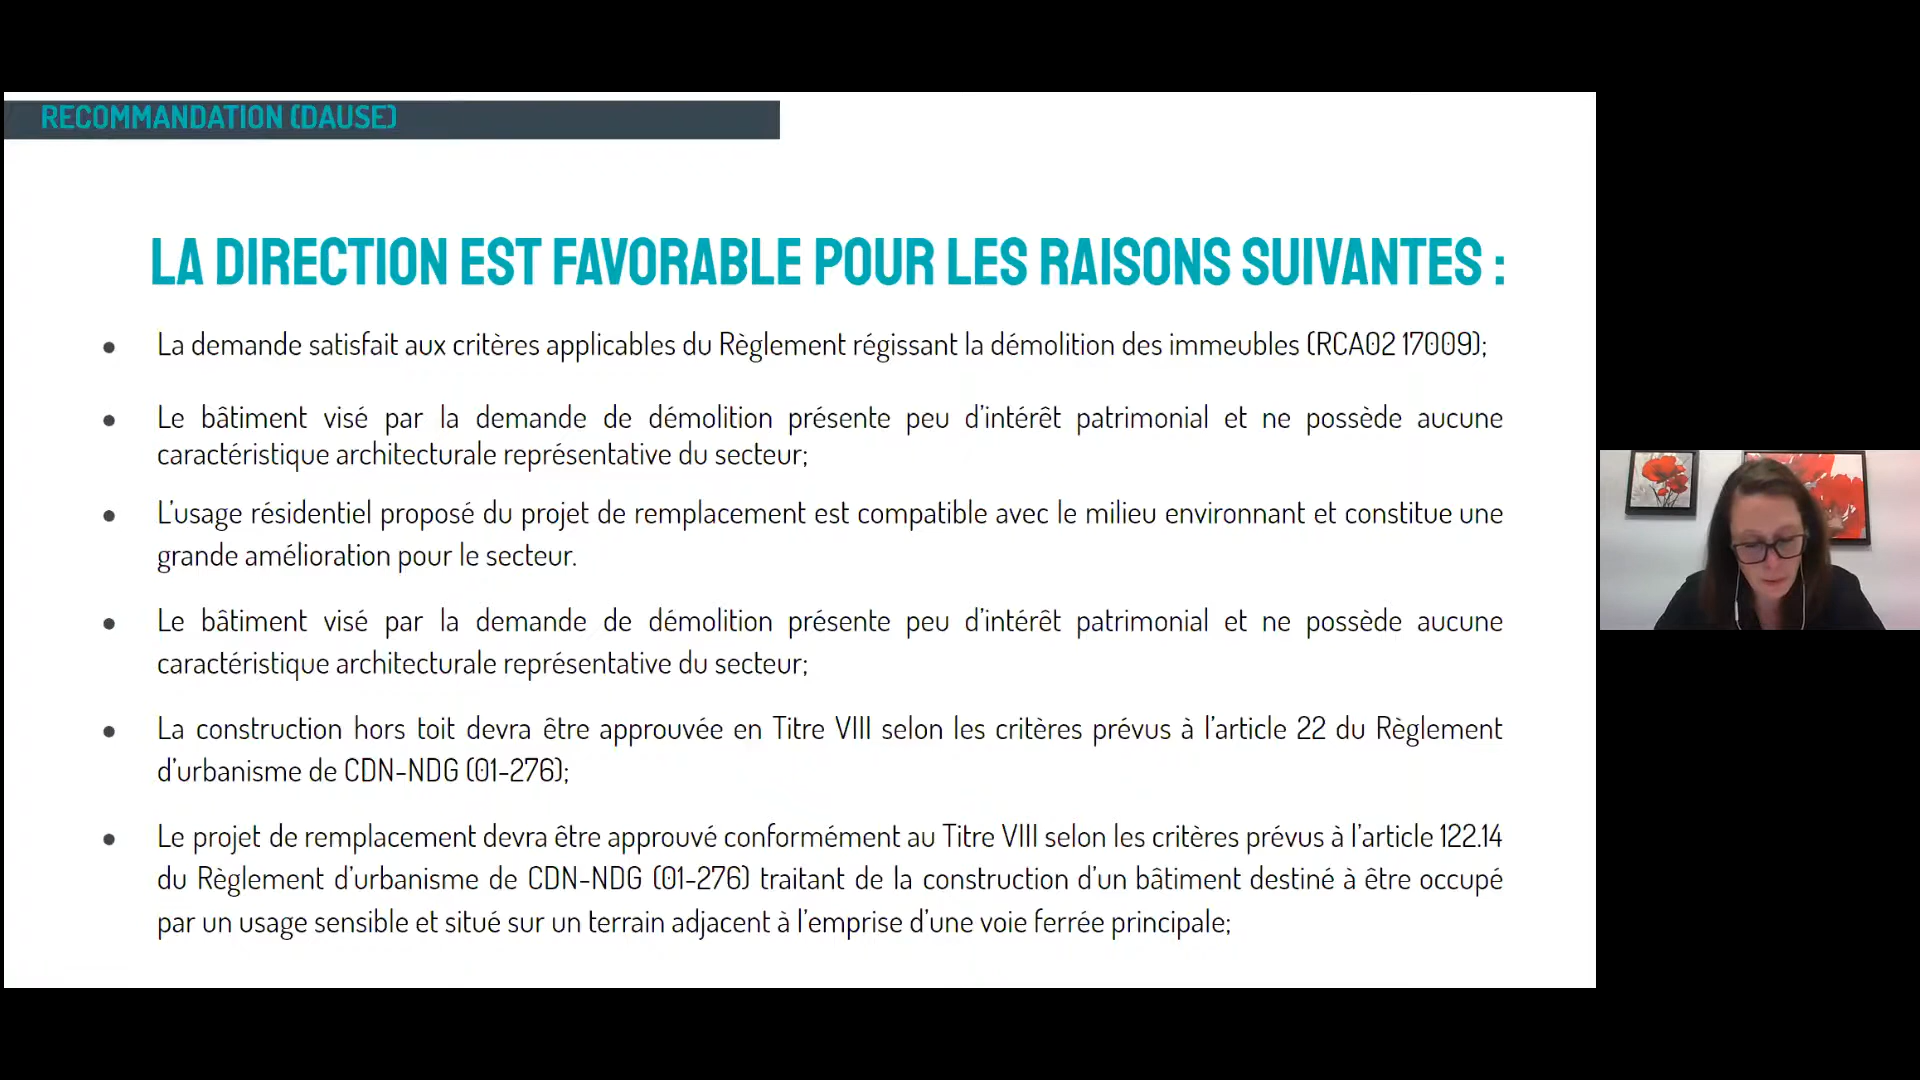 RECOMMANDATION (DAUSE)
LA DIRECTION EST FAVORABLE POUR LES RAISONS SUIVANTES :
● La demande satisfait aux critères applicables du Règlement régissant la démolition des immeubles (RCA02 17009);
● Le bâtiment visé par la demande de démolition présente peu d'intérêt patrimonial et ne possède aucune
caractéristique architecturale représentative du secteur;
● L'usage résidentiel proposé du projet de remplacement est compatible avec le milieu environnant et constitue une
grande amélioration pour le secteur.
● Le bâtiment visé par la demande de démolition présente peu d'intérêt patrimonial et ne possède aucune
caractéristique architecturale représentative du secteur;
● La construction hors toit devra être approuvée en Titre VIII selon les critères prévus à l'article 22 du Règlement
d'urbanisme de CDN-NDG (01-276);
● Le projet de remplacement devra être approuvé conformément au Titre VIII selon les critères prévus à l'article 122.14
du Règlement d'urbanisme de CDN-NDG (01-276) traitant de la construction d'un bâtiment destiné à être occupé
par un usage sensible et situé sur un terrain adjacent à l'emprise d'une voie ferrée principale;